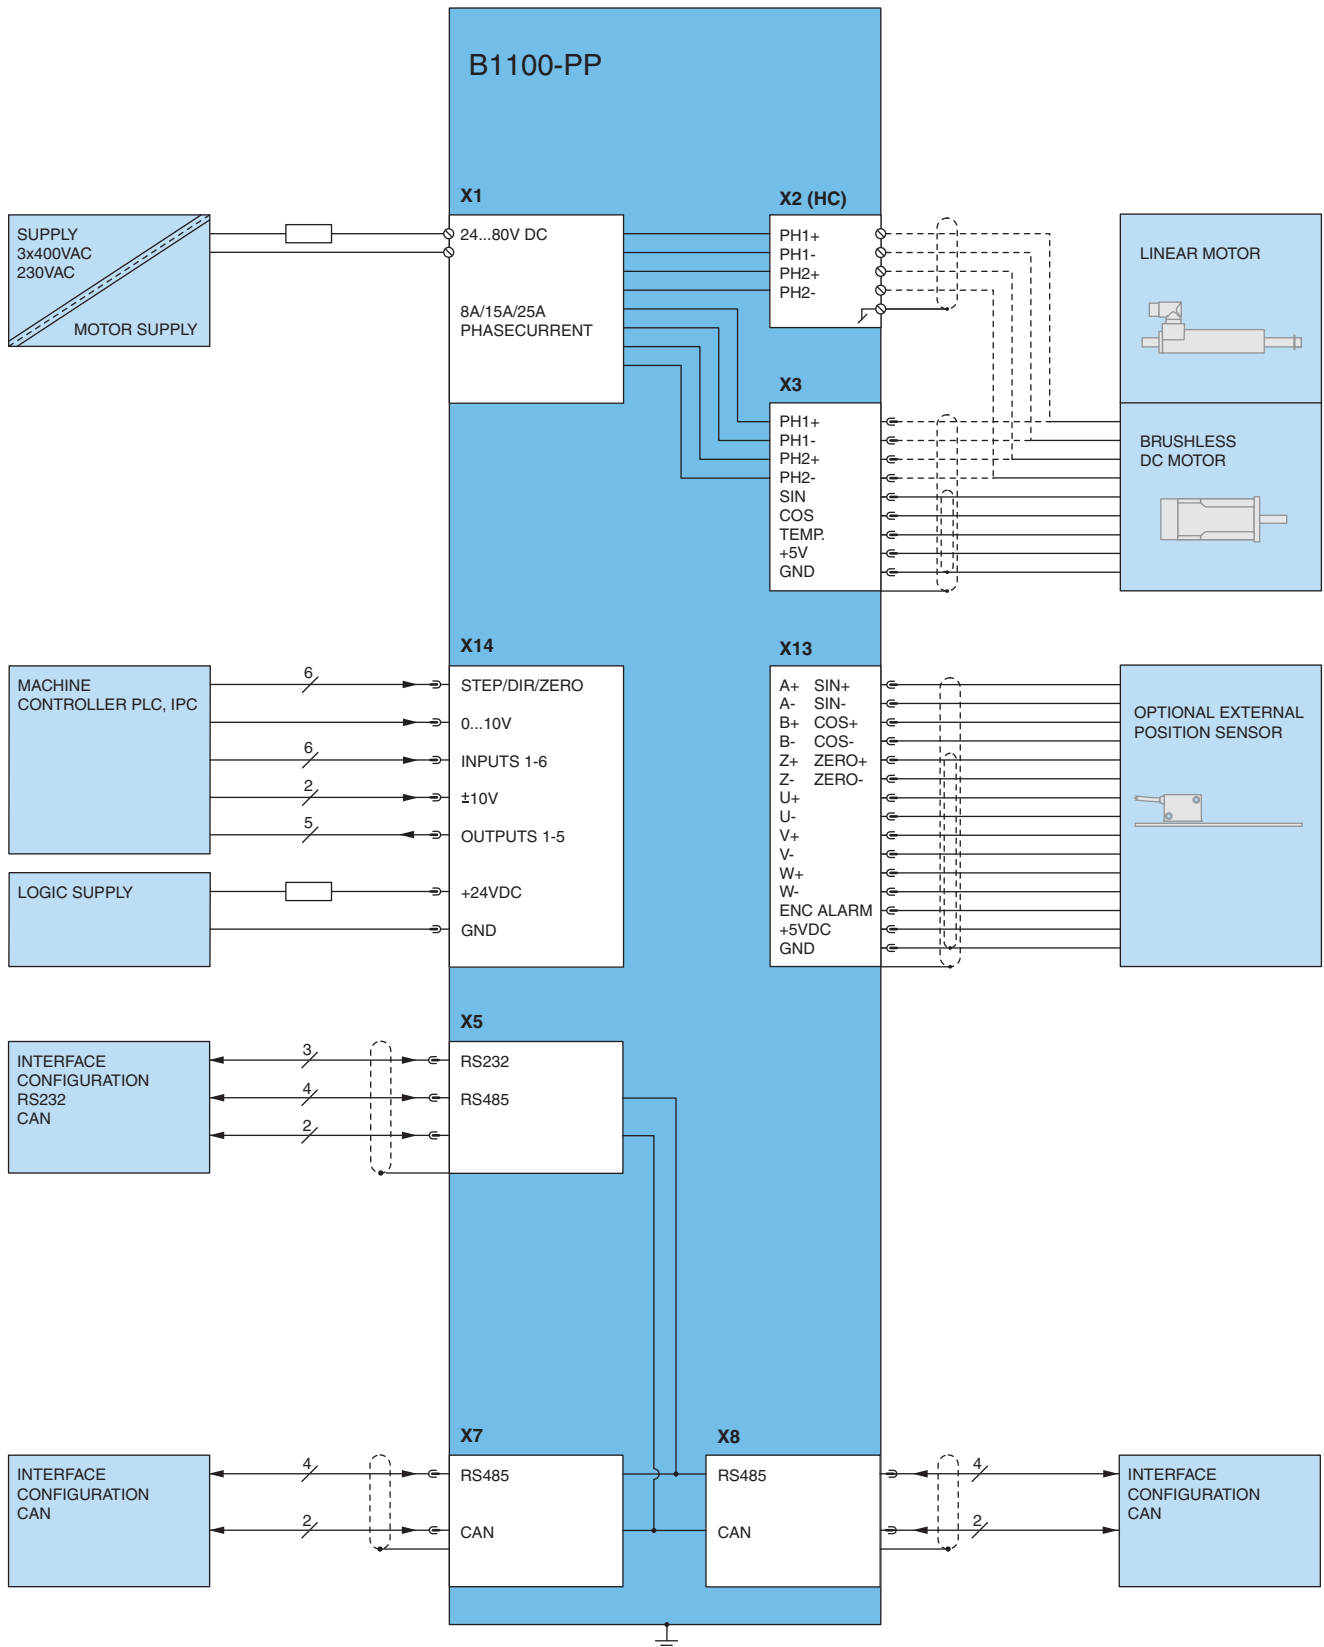 B1100-PP
X1
X2 (HC)
SUPPLY
3x400VAC
230VAC
MOTOR SUPPLY
24...80V DC
8A/15A/25A
PHASECURRENT
PH1+
PH1-
PH2+
PH2-
LINEAR MOTOR
X3
PH1+
PH1-
PH2+
PH2-
SIN
COS
TEMP.
+5V
GND
BRUSHLESS
DC MOTOR
X14
MACHINE
CONTROLLER PLC, IPC
6
STEP/DIR/ZERO
0...10V
6
INPUTS 1-6
2
±10V
5
OUTPUTS 1-5
LOGIC SUPPLY
+24VDC
GND
X13
A+ SIN+
A- SIN-
B+ COS+
B- COS-
Z+ ZERO+
Z- ZERO-
U+
U-
V+
V-
W+
W-
ENC ALARM
+5VDC
GND
OPTIONAL EXTERNAL
POSITION SENSOR
X5
INTERFACE
CONFIGURATION
RS232
CAN
3
RS232
4
RS485
2
X7
INTERFACE
CONFIGURATION
CAN
4
RS485
2
CAN
X8
RS485
4
CAN
2
INTERFACE
CONFIGURATION
CAN